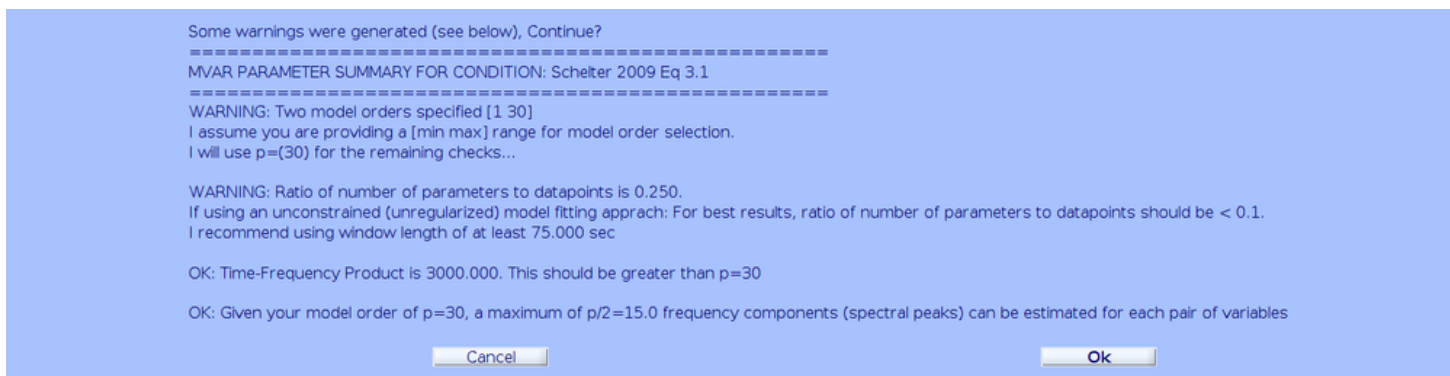 Some warnings were generated (see below), Continue?
===================================================
MVAR PARAMETER SUMMARY FOR CONDITION: Schelter 2009 Eq 3.1
===================================================
WARNING: Two model orders specified [1 30]
I assume you are providing a [min max] range for model order selection.
I will use p=(30) for the remaining checks...
WARNING: Ratio of number of parameters to datapoints is 0.250.
If using an unconstrained (unregularized) model fitting apprach: For best results, ratio of number of parameters to datapoints should be < 0.1.
I recommend using window length of at least 75.000 sec
OK: Time-Frequency Product is 3000.000. This should be greater than p=30
OK: Given your model order of p=30, a maximum of p/2=15.0 frequency components (spectral peaks) can be estimated for each pair of variables
Cancel Ok